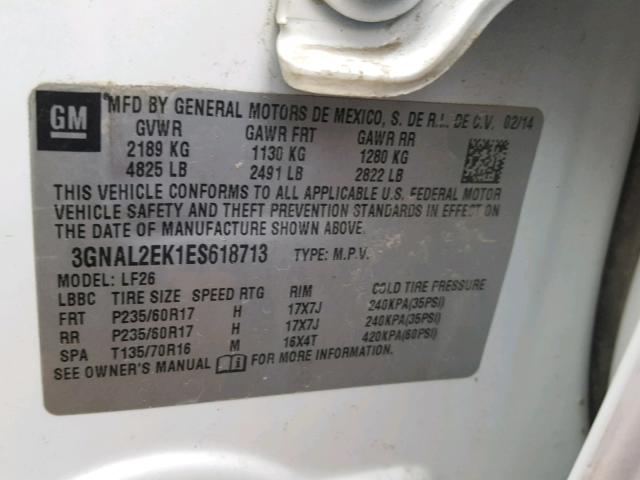 GM MFD BY GENERAL MOTORS DE MEXICO, S. DE R.L. DE C.V. 02/14
GVWR GAWR FRT GAWR RR
2189 KG 1130 KG 1280 KG
4825 LB 2491 LB 2822 LB
THIS VEHICLE CONFORMS TO ALL APPLICABLE U.S. FEDERAL MOTOR
VEHICLE SAFETY AND THEFT PREVENTION STANDARDS IN EFFECT ON
THE DATE OF MANUFACTURE SHOWN ABOVE.
3GNAL2EK1ES618713 TYPE: M.P.V.
MODEL: LF26
LBBC TIRE SIZE SPEED RTG RIM COLD TIRE PRESSURE
FRT P235/60R17 H 17X7J 240KPA(35PSI)
RR P235/60R17 H 17X7J 240KPA(35PSI)
SPA T135/70R16 M 16X4T 420KPA(60PSI)
SEE OWNER'S MANUAL FOR MORE INFORMATION.